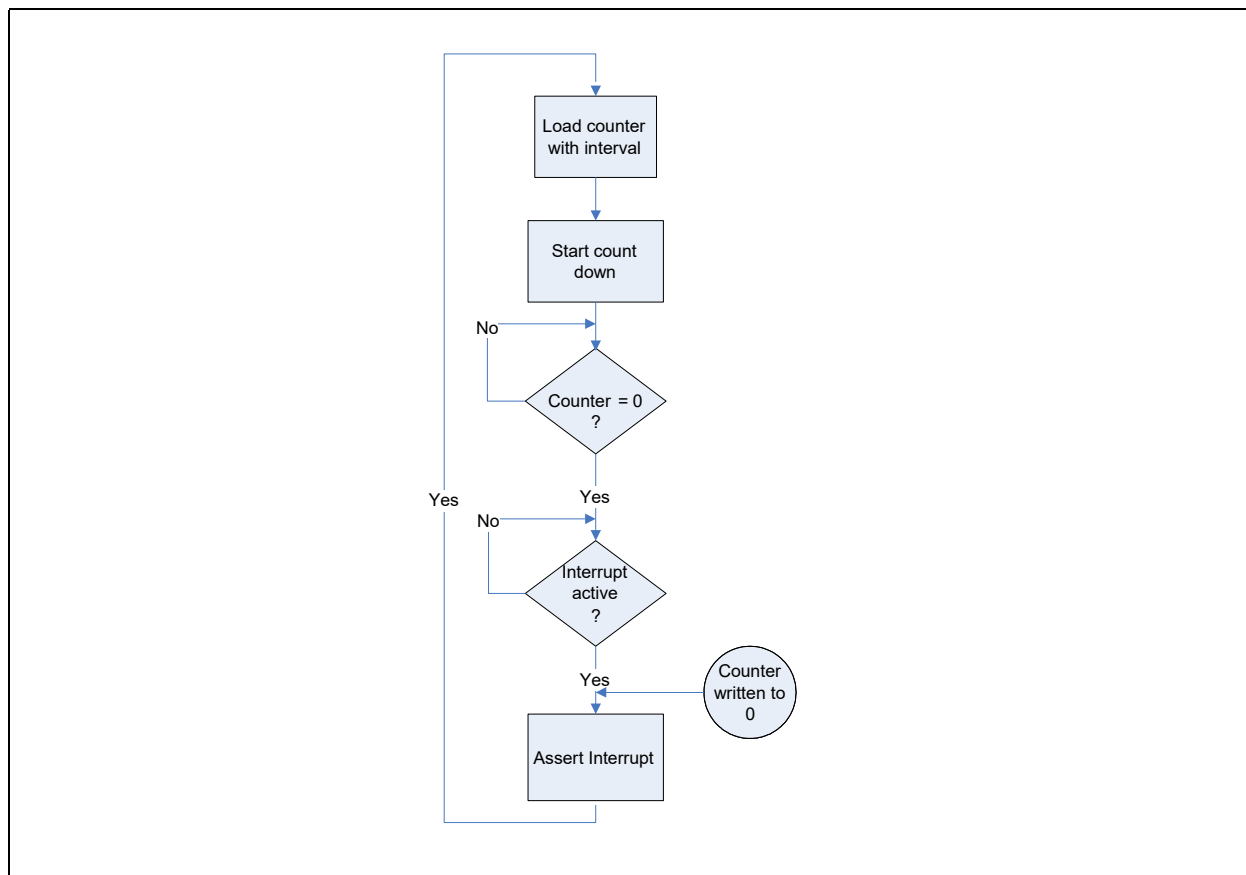 Load counter
with interval
Start count
down
No
Counter = 0
?
Yes
Yes
No
Interrupt
active
?
Yes
Counter
written to
0
Assert Interrupt